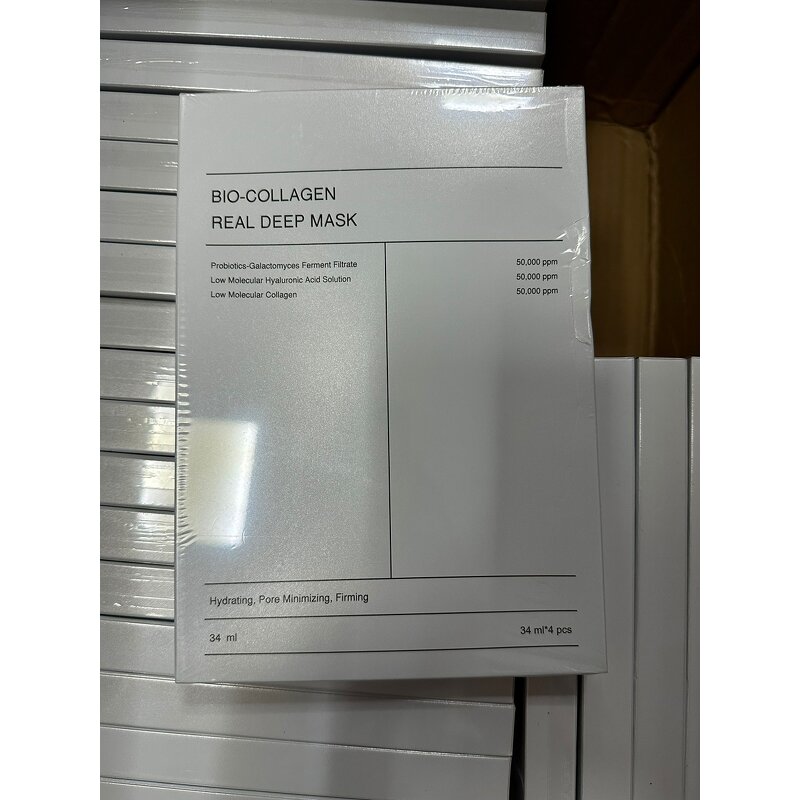 BIO-COLLAGEN
REAL DEEP MASK
Probiotics-Galactomyces Ferment Filtrate 50,000 ppm
Low Molecular Hyaluronic Acid Solution 50,000 ppm
Low Molecular Collagen 50,000 ppm
Hydrating, Pore Minimizing, Firming
34 ml 34 ml*4 pcs